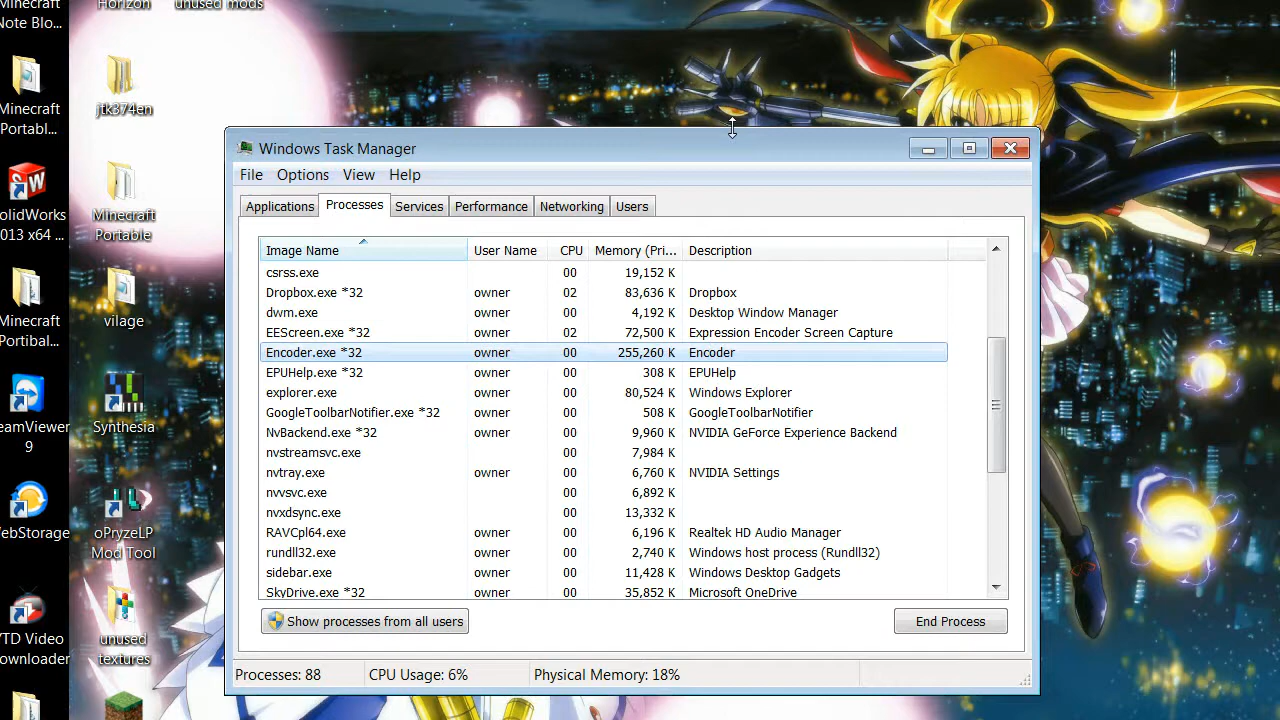 Minecraft
Note Blo...
Horizon
unused mods
Minecraft
Portabl...
jtk374en
SolidWorks
2013 x64 ...
Minecraft
Portable
Minecraft
Portibal...
vilage
TeamViewer
9
Synthesia
WebStorage
oPryzeLP
Mod Tool
YTD Video
Downloader
unused
textures
Windows Task Manager
File Options View Help
Applications Processes Services Performance Networking Users
Image Name User Name CPU Memory (Pri... Description
csrss.exe 00 19,152 K
Dropbox.exe *32 owner 02 83,636 K Dropbox
dwm.exe owner 00 4,192 K Desktop Window Manager
EEScreen.exe *32 owner 02 72,500 K Expression Encoder Screen Capture
Encoder.exe *32 owner 00 255,260 K Encoder
EPUHelp.exe *32 owner 00 308 K EPUHelp
explorer.exe owner 00 80,524 K Windows Explorer
GoogleToolbarNotifier.exe *32 owner 00 508 K GoogleToolbarNotifier
NvBackend.exe *32 owner 00 9,960 K NVIDIA GeForce Experience Backend
nvstreamsvc.exe 00 7,984 K
nvtray.exe owner 00 6,760 K NVIDIA Settings
nvvsvc.exe 00 6,892 K
nvxdsync.exe 00 13,332 K
RAVCpl64.exe owner 00 6,196 K Realtek HD Audio Manager
rundll32.exe owner 00 2,740 K Windows host process (Rundll32)
sidebar.exe owner 00 11,428 K Windows Desktop Gadgets
SkyDrive.exe *32 owner 00 35,852 K Microsoft OneDrive
Show processes from all users End Process
Processes: 88 CPU Usage: 6% Physical Memory: 18%